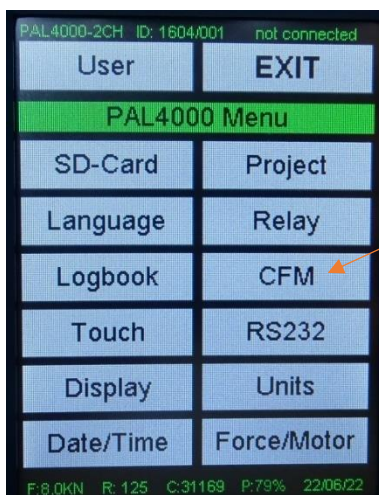 PAL4000-2CH ID: 1604/001 not connected
User EXIT
PAL4000 Menu
SD-Card Project
Language Relay
Logbook CFM
Touch RS232
Display Units
Date/Time Force/Motor
F:8.0KN R: 125 C:31169 P:79% 22/06/22